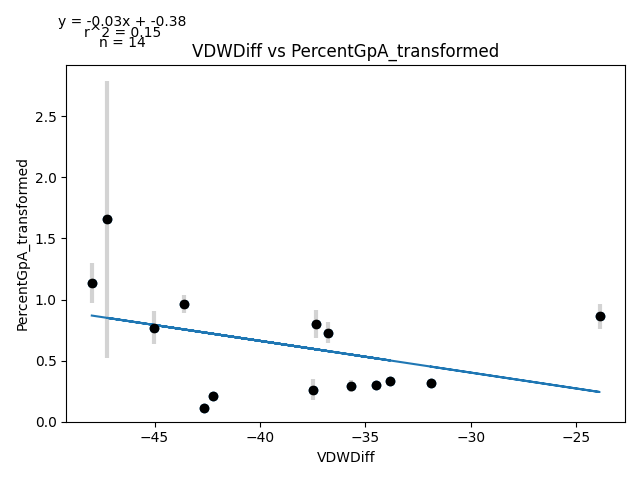 y = -0.03x + -0.38
r^2 = 0.15
n = 14
VDWDiff vs PercentGpA_transformed
PercentGpA_transformed
2.5
2.0
1.5
1.0
0.5
0.0
−45
−40
−35
−30
−25
VDWDiff